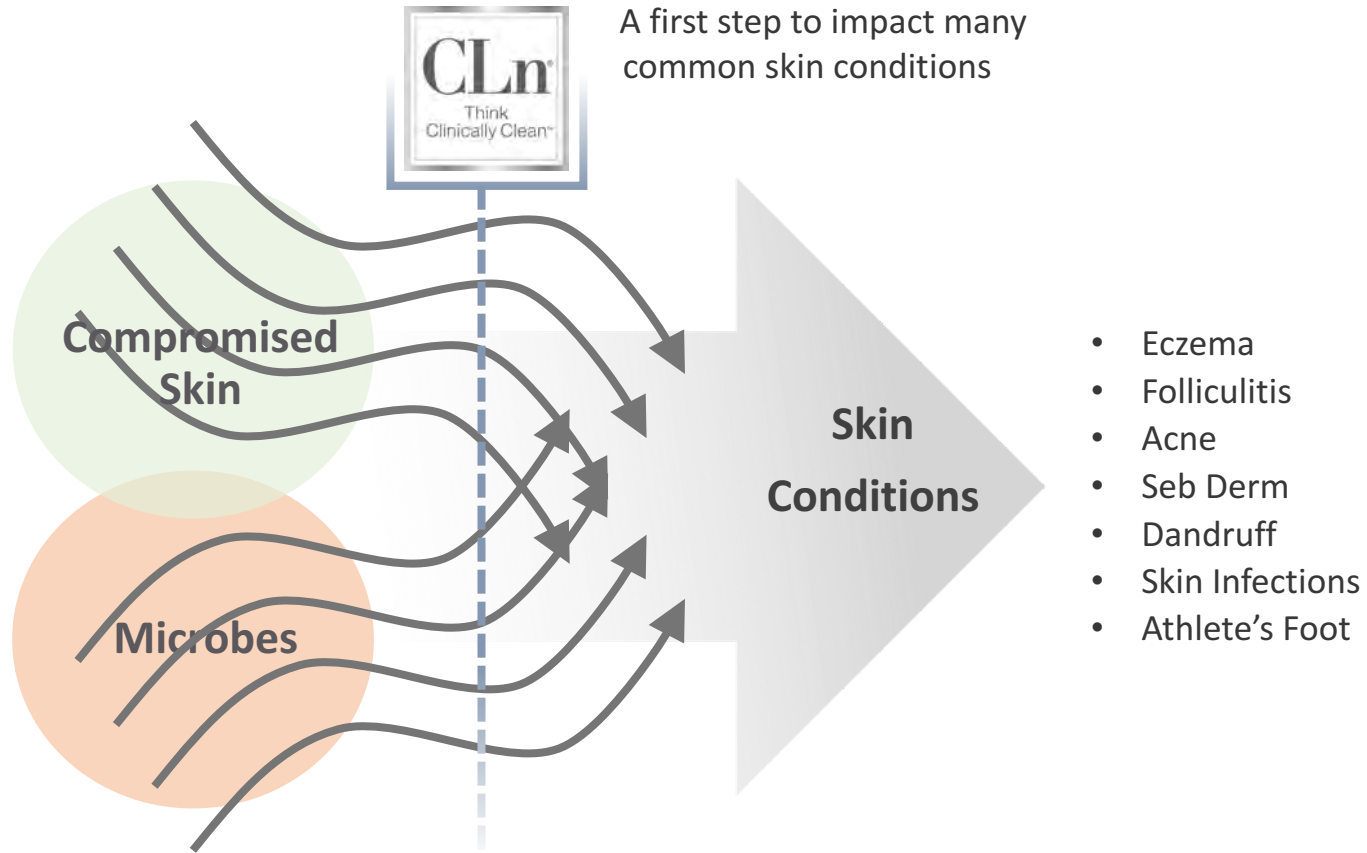 CLn®
Think
Clinically Clean™
A first step to impact many
common skin conditions
Compromised
Skin
Microbes
Skin
Conditions
• Eczema
• Folliculitis
• Acne
• Seb Derm
• Dandruff
• Skin Infections
• Athlete’s Foot